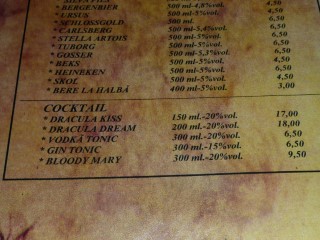 * BERGENBIER 500 ml-4,8%vol. 4,50
* URSUS 500 ml-5%vol. 4,50
* SCHLOSSGOLD 500 ml. 6,50
* CARLSBERG 500 ml-5,4%vol. 6,50
* STELLA ARTOIS 500 ml-5%vol. 6,50
* TUBORG 500 ml-5%vol. 6,50
* GOSSER 500 ml-5,3%vol. 6,50
* BEKS 500 ml-5%vol. 6,50
* HEINEKEN 500 ml-5%vol. 6,50
* SKOL 500 ml-5%vol. 4,50
* BERE LA HALBĂ 400 ml-5%vol. 3,00
COCKTAIL
* DRACULA KISS 150 ml.-20%vol. 17,00
* DRACULA DREAM 200 ml.-20%vol. 18,00
* VODKĂ TONIC 300 ml.-20%vol. 6,50
* GIN TONIC 300 ml.-15%vol. 6,50
* BLOODY MARY 300 ml.-20%vol. 9,50